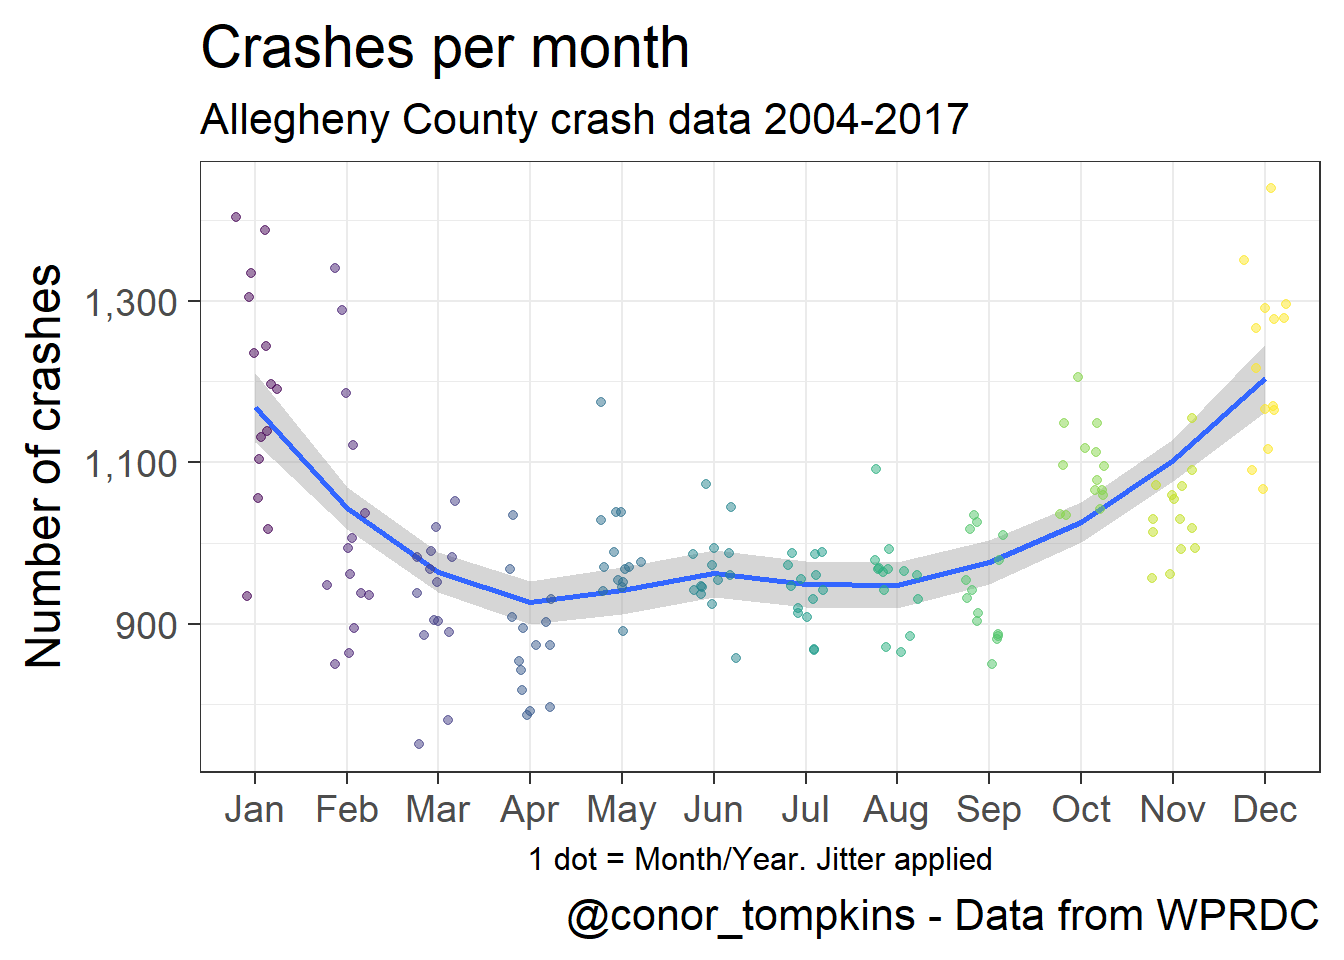 Crashes per month
Allegheny County crash data 2004-2017
Number of crashes
1,300
1,100
900
Jan Feb Mar Apr May Jun Jul Aug Sep Oct Nov Dec
1 dot = Month/Year. Jitter applied
@conor_tompkins - Data from WPRDC